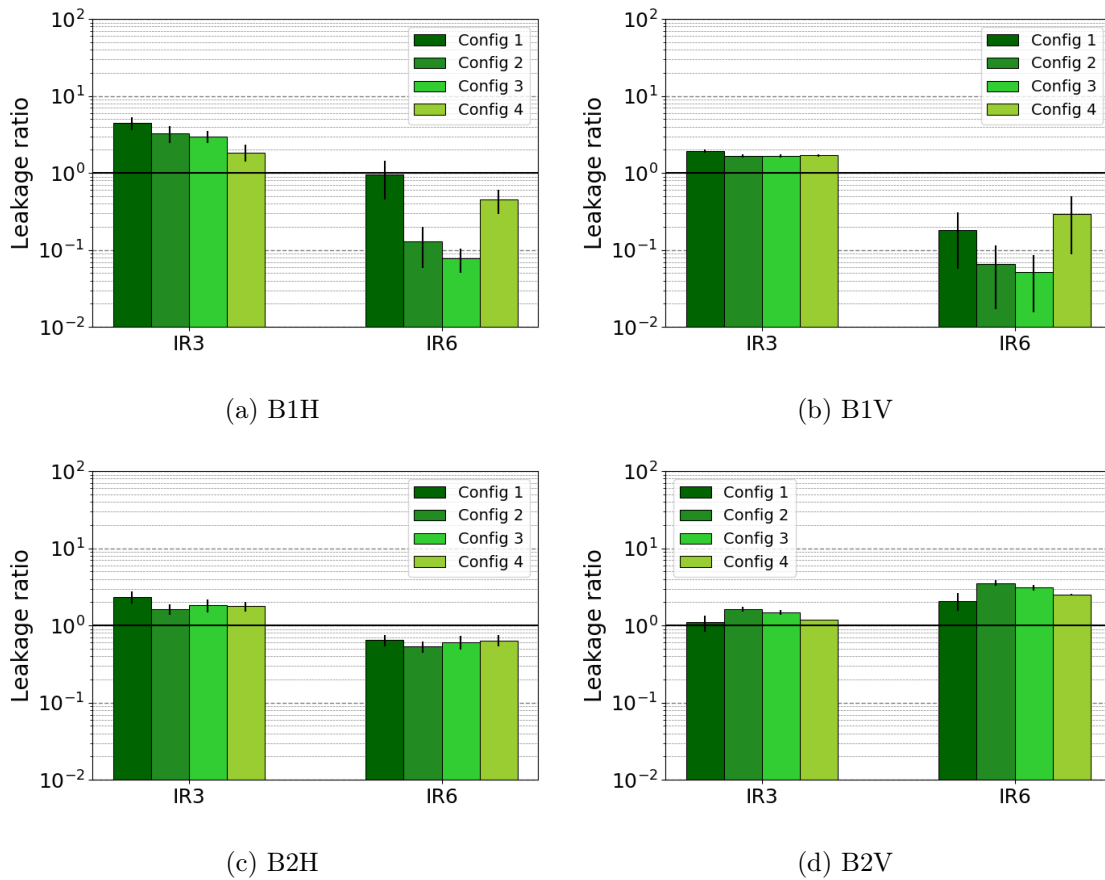 Leakage ratio
10^2
10^1
10^0
10^-1
10^-2
Config 1
Config 2
Config 3
Config 4
IR3 IR6
(a) B1H
Leakage ratio
10^2
10^1
10^0
10^-1
10^-2
Config 1
Config 2
Config 3
Config 4
IR3 IR6
(b) B1V
Leakage ratio
10^2
10^1
10^0
10^-1
10^-2
Config 1
Config 2
Config 3
Config 4
IR3 IR6
(c) B2H
Leakage ratio
10^2
10^1
10^0
10^-1
10^-2
Config 1
Config 2
Config 3
Config 4
IR3 IR6
(d) B2V